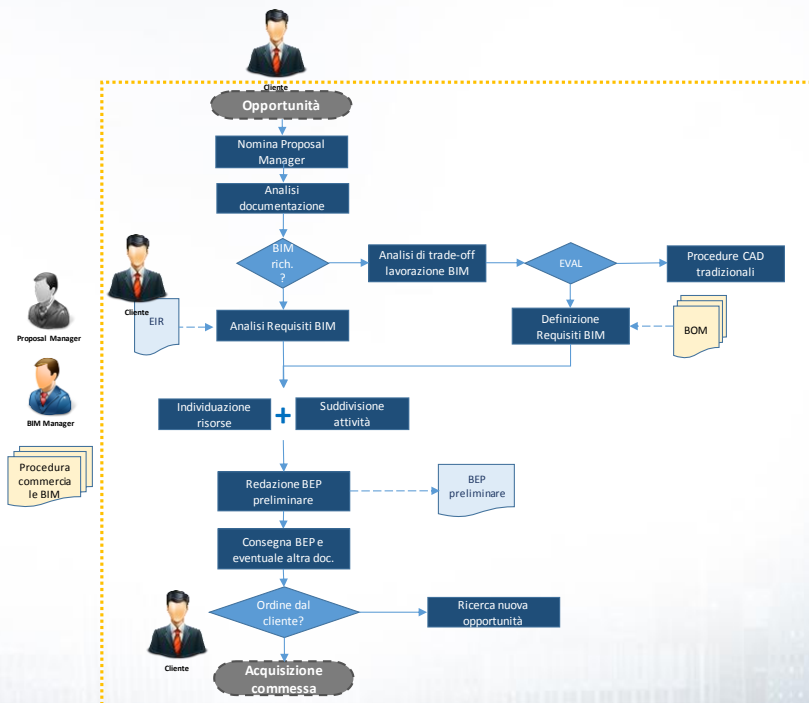 Cliente
Opportunità
Nomina Proposal
Manager
Analisi
documentazione
BIM
rich.
?
Analisi di trade-off
lavorazione BIM
EVAL
Procedure CAD
tradizionali
Cliente
EIR
Analisi Requisiti BIM
Definizione
Requisiti BIM
BOM
Proposal Manager
BIM Manager
Individuazione
risorse
+
Suddivisione
attività
Procedura
commercia
le BIM
Redazione BEP
preliminare
BEP
preliminare
Consegna BEP e
eventuale altra doc.
Ordine dal
cliente?
Ricerca nuova
opportunità
Cliente
Acquisizione
commessa